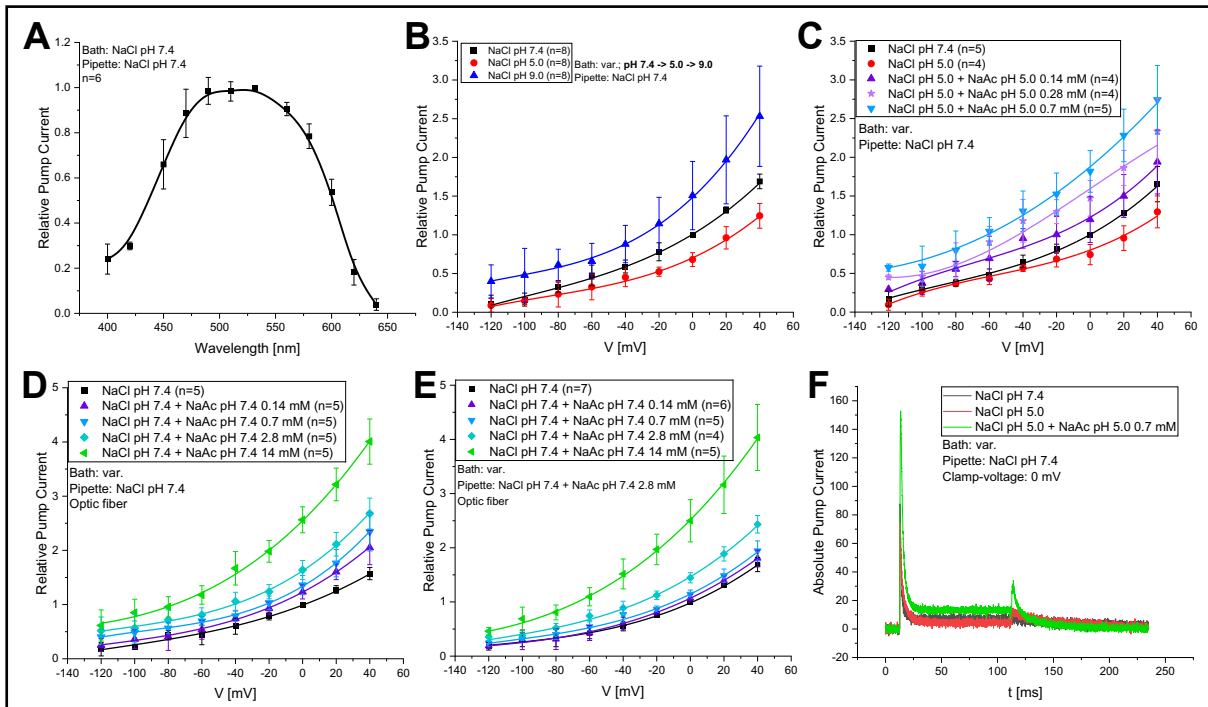 A
Bath: NaCl pH 7.4
Pipette: NaCl pH 7.4
n=6
Relative Pump Current
1.2
1.0
0.8
0.6
0.4
0.2
0.0
400 450 500 550 600 650
Wavelength [nm]
B
NaCl pH 7.4 (n=8)
NaCl pH 5.0 (n=8)
NaCl pH 9.0 (n=8)
Bath: var.; pH 7.4 -> 5.0 -> 9.0
Pipette: NaCl pH 7.4
Relative Pump Current
3.5
3.0
2.5
2.0
1.5
1.0
0.5
0.0
-140 -120 -100 -80 -60 -40 -20 0 20 40 60
V [mV]
C
NaCl pH 7.4 (n=5)
NaCl pH 5.0 (n=4)
NaCl pH 5.0 + NaAc pH 5.0 0.14 mM (n=4)
NaCl pH 5.0 + NaAc pH 5.0 0.28 mM (n=4)
NaCl pH 5.0 + NaAc pH 5.0 0.7 mM (n=5)
Bath: var.
Pipette: NaCl pH 7.4
Relative Pump Current
3.5
3.0
2.5
2.0
1.5
1.0
0.5
0.0
-140 -120 -100 -80 -60 -40 -20 0 20 40 60
V [mV]
D
NaCl pH 7.4 (n=5)
NaCl pH 7.4 + NaAc pH 7.4 0.14 mM (n=5)
NaCl pH 7.4 + NaAc pH 7.4 0.7 mM (n=5)
NaCl pH 7.4 + NaAc pH 7.4 2.8 mM (n=5)
NaCl pH 7.4 + NaAc pH 7.4 14 mM (n=5)
Bath: var.
Pipette: NaCl pH 7.4
Optic fiber
Relative Pump Current
5
4
3
2
1
0
-140 -120 -100 -80 -60 -40 -20 0 20 40 60
V [mV]
E
NaCl pH 7.4 (n=7)
NaCl pH 7.4 + NaAc pH 7.4 0.14 mM (n=6)
NaCl pH 7.4 + NaAc pH 7.4 0.7 mM (n=5)
NaCl pH 7.4 + NaAc pH 7.4 2.8 mM (n=4)
NaCl pH 7.4 + NaAc pH 7.4 14 mM (n=5)
Bath: var.
Pipette: NaCl pH 7.4 + NaAc pH 7.4 2.8 mM
Optic fiber
Relative Pump Current
5
4
3
2
1
0
-140 -120 -100 -80 -60 -40 -20 0 20 40 60
V [mV]
F
NaCl pH 7.4
NaCl pH 5.0
NaCl pH 5.0 + NaAc pH 5.0 0.7 mM
Bath: var.
Pipette: NaCl pH 7.4
Clamp-voltage: 0 mV
Absolute Pump Current
160
140
120
100
80
60
40
20
0
-20
0 50 100 150 200 250
t [ms]